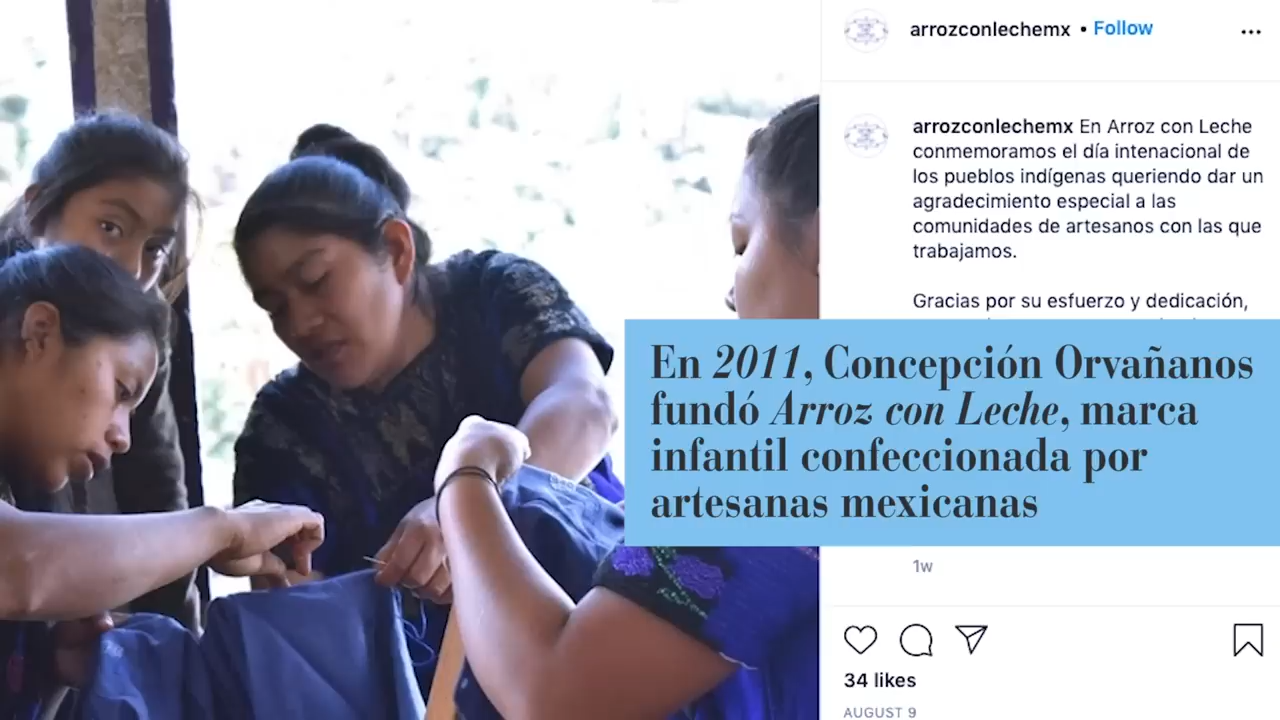 arrozconlechemx • Follow
arrozconlechemx En Arroz con Leche
conmemoramos el día intenacional de
los pueblos indígenas queriendo dar un
agradecimiento especial a las
comunidades de artesanos con las que
trabajamos.
Gracias por su esfuerzo y dedicación,
En 2011, Concepción Orvañanos
fundó Arroz con Leche, marca
infantil confeccionada por
artesanas mexicanas
1w
34 likes
AUGUST 9